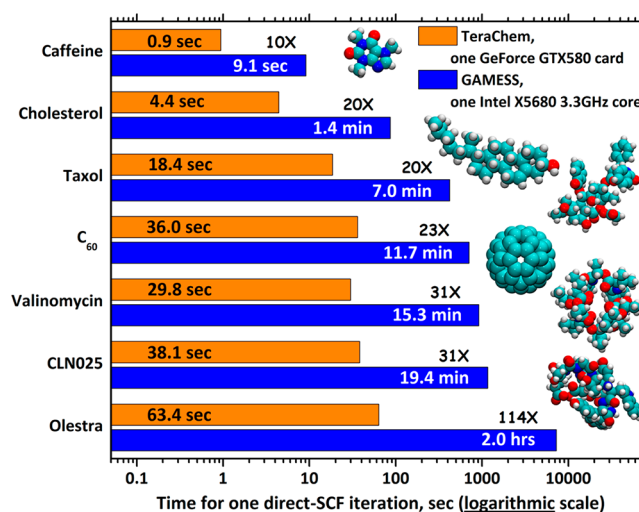 TeraChem,
one GeForce GTX580 card
GAMESS,
one Intel X5680 3.3GHz core
Caffeine
0.9 sec
10X
9.1 sec
Cholesterol
4.4 sec
20X
1.4 min
Taxol
18.4 sec
20X
7.0 min
C60
36.0 sec
23X
11.7 min
Valinomycin
29.8 sec
31X
15.3 min
CLN025
38.1 sec
31X
19.4 min
Olestra
63.4 sec
114X
2.0 hrs
0.1 1 10 100 1000 10000
Time for one direct-SCF iteration, sec (logarithmic scale)